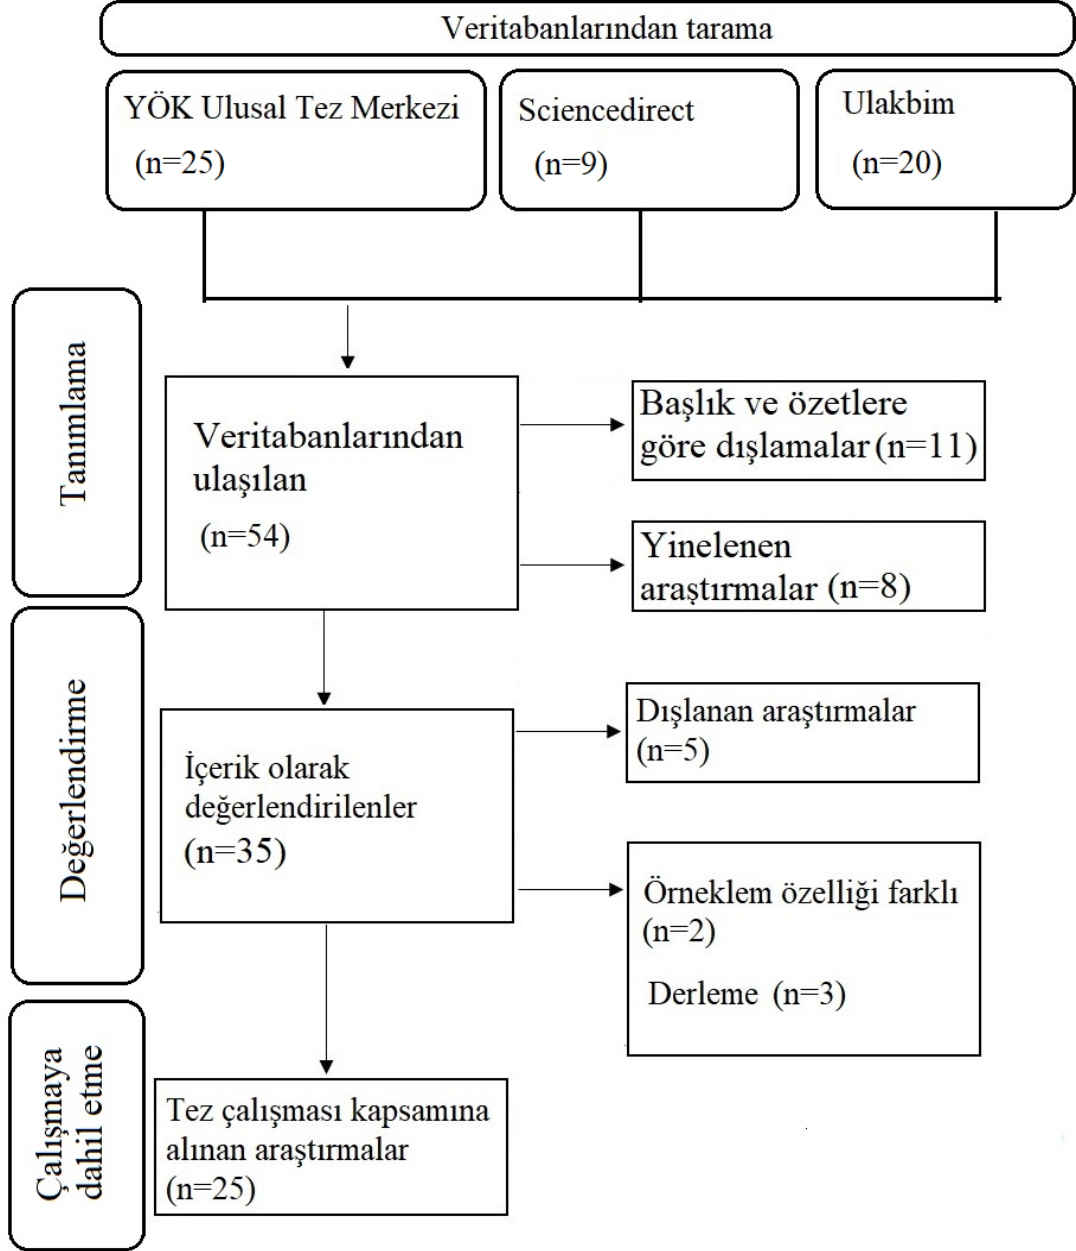 Veritabanlarından tarama
YÖK Ulusal Tez Merkezi
(n=25)
Sciencedirect
(n=9)
Ulakbim
(n=20)
Tanımlama
Veritabanlarından
ulaşılan
(n=54)
Başlık ve özetlere
göre dışlamalar (n=11)
Yinelenen
araştırmalar (n=8)
Değerlendirme
İçerik olarak
değerlendirilenler
(n=35)
Dışlanan araştırmalar
(n=5)
Örneklem özelliği farklı
(n=2)
Derleme (n=3)
Çalışmaya
dahil etme
Tez çalışması kapsamına
alınan araştırmalar
(n=25)